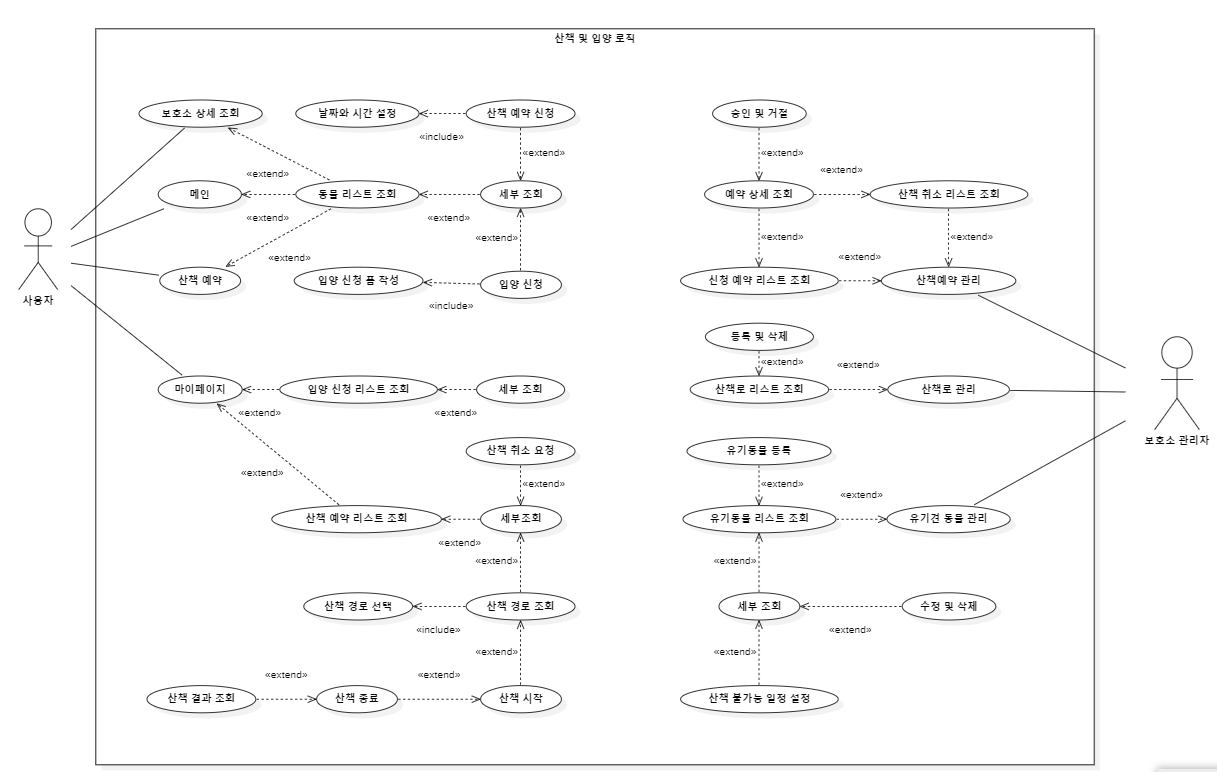 산책 및 입양 로직
보호소 상세 조회
날짜와 시간 설정
«include»
산책 예약 신청
«extend»
«extend»
메인
동물 리스트 조회
세부 조회
«extend»
«extend»
«extend»
«extend»
산책 예약
입양 신청 폼 작성
«include»
입양 신청
사용자
마이페이지
입양 신청 리스트 조회
세부 조회
«extend»
«extend»
산책 취소 요청
«extend»
«extend»
산책 예약 리스트 조회
세부조회
«extend»
«extend»
산책 경로 선택
산책 경로 조회
«include»
«extend»
«extend»
«extend»
산책 결과 조회
산책 종료
산책 시작
승인 및 거절
«extend»
«extend»
예약 상세 조회
산책 취소 리스트 조회
«extend»
«extend»
«extend»
신청 예약 리스트 조회
산책예약 관리
등록 및 삭제
«extend»
«extend»
산책로 리스트 조회
산책로 관리
보호소 관리자
유기동물 등록
«extend»
«extend»
유기동물 리스트 조회
유기견 동물 관리
«extend»
세부 조회
수정 및 삭제
«extend»
«extend»
산책 불가능 일정 설정